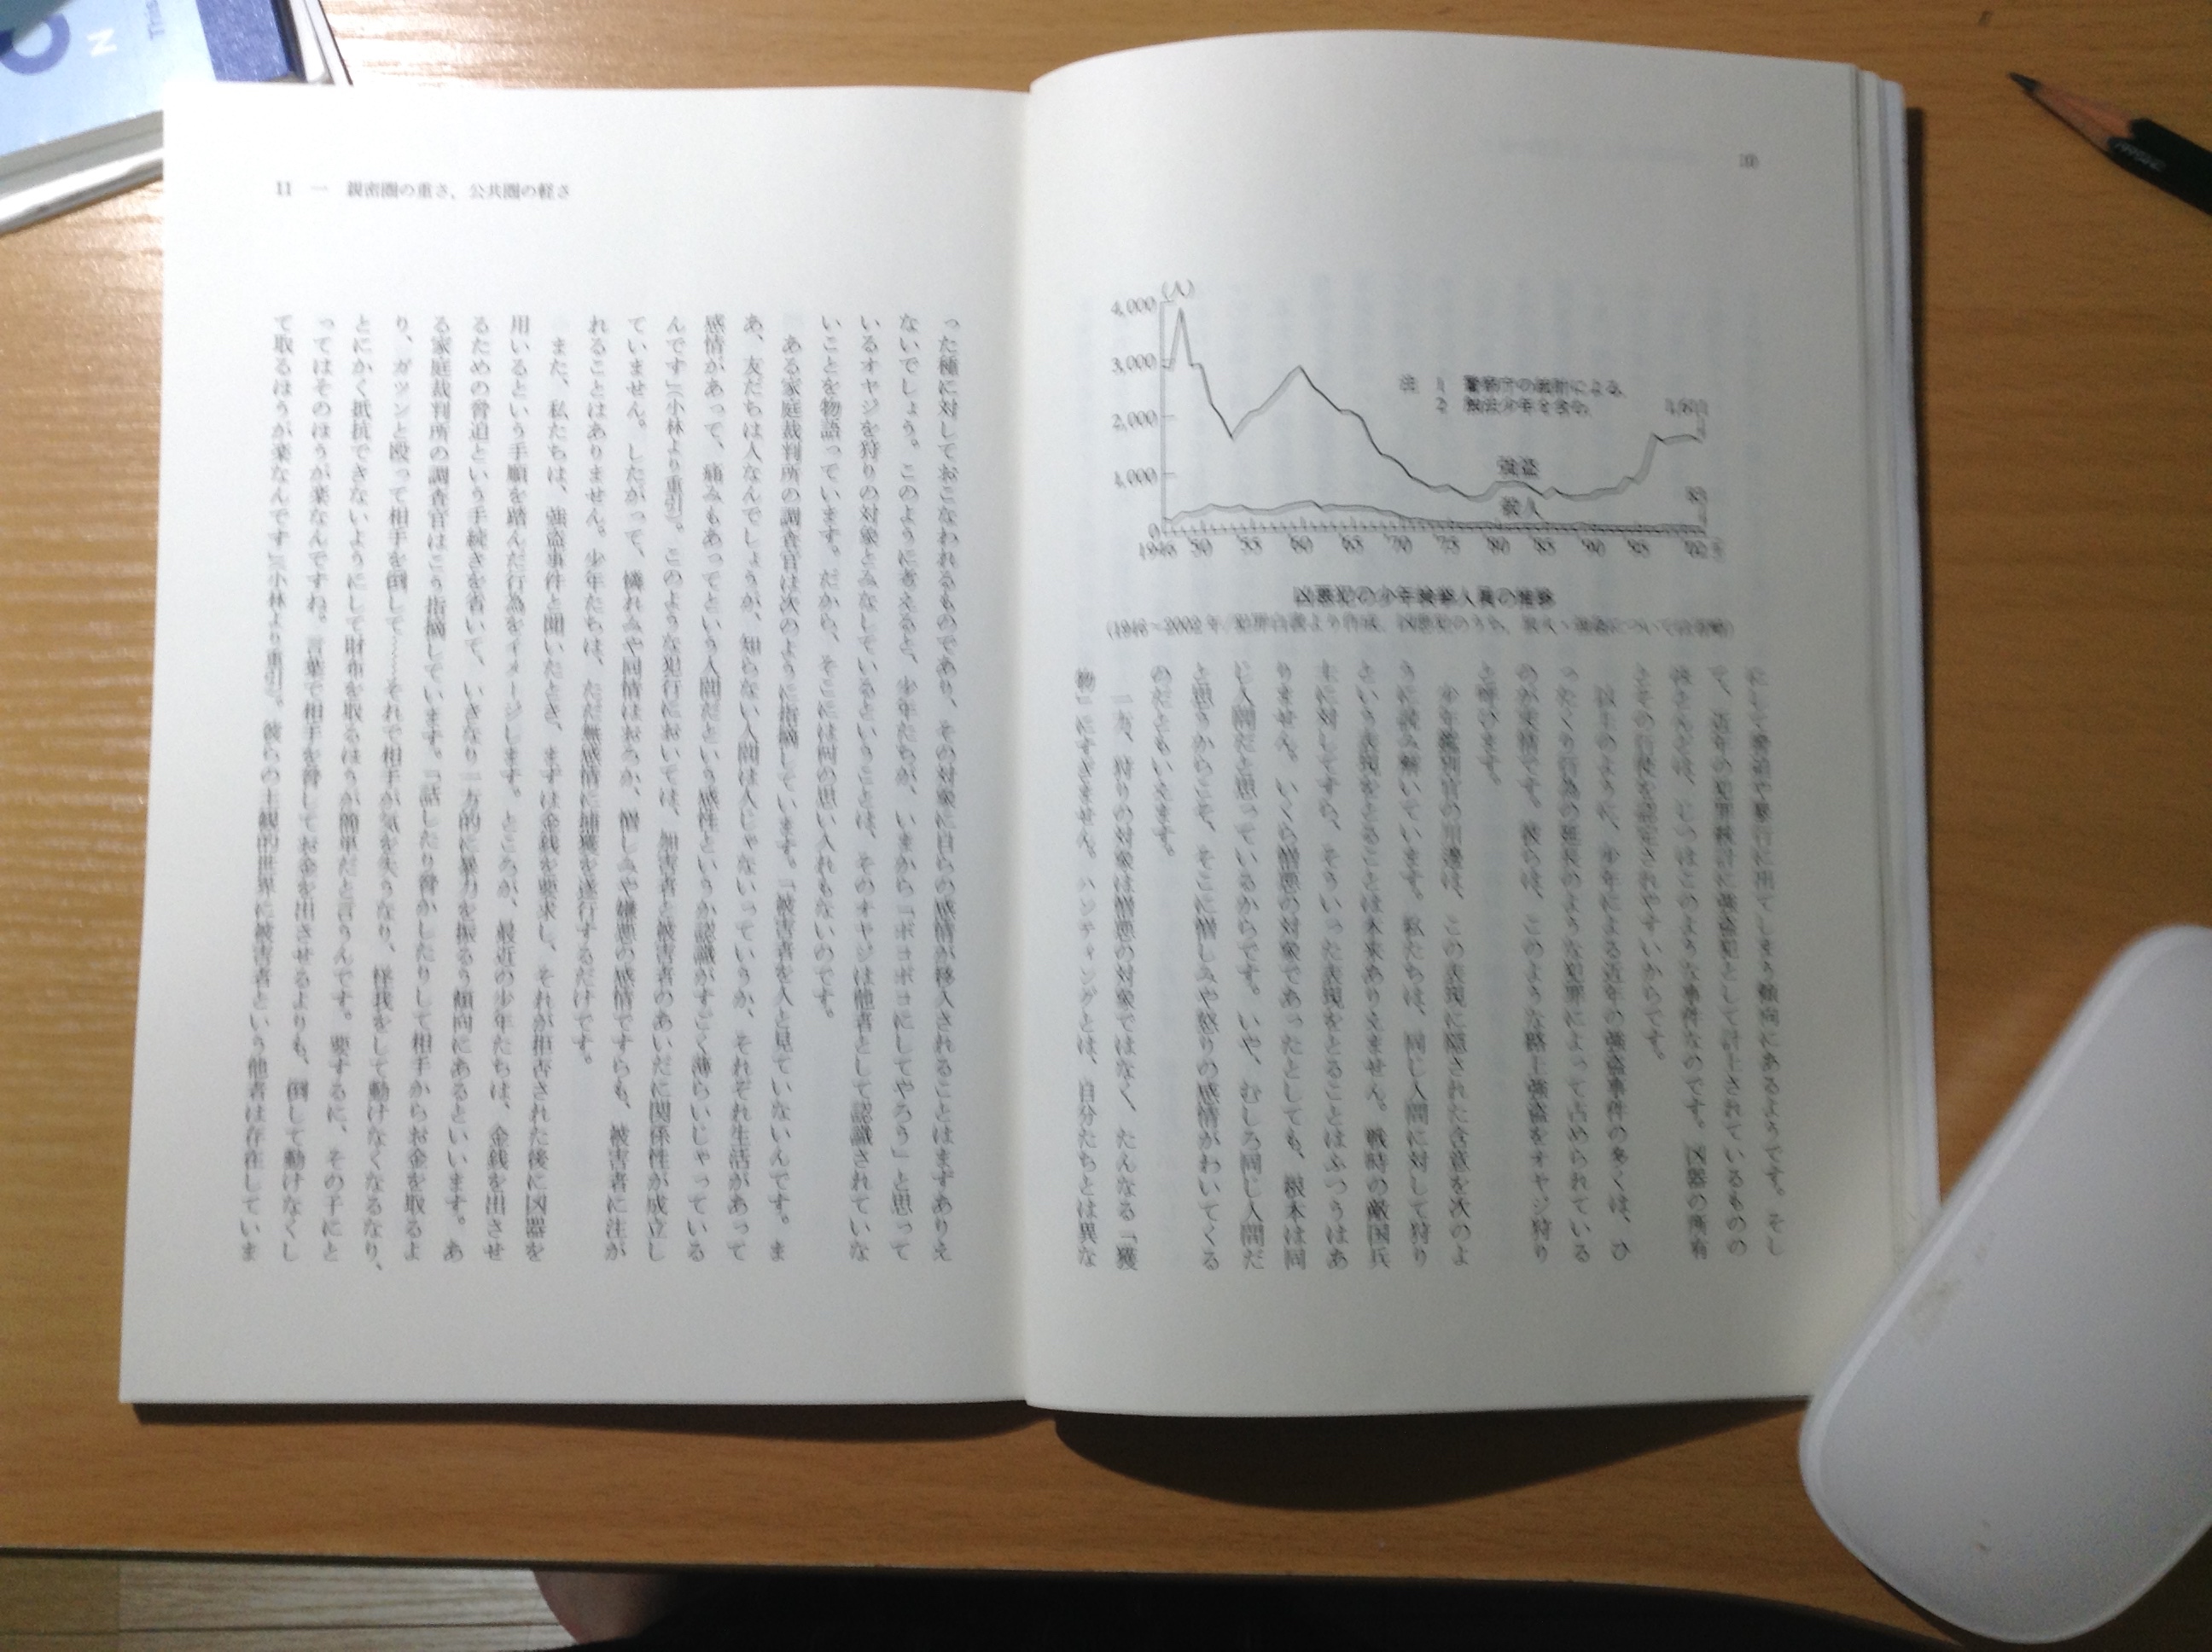 10
(人)
4,000
3,000
2,000
1,000
0
1946 '50 '55 '60 '65 '70 '75 '80 '85 '90 '95 '02
注 1 警察庁の統計による。
2 触法少年を含む。
強盗
殺人
凶悪犯の少年検挙人員の推移
にして脅迫や暴行に出てしまう傾向にあるようです。そし
て、近年の犯罪統計に強盗犯として計上されているものの
ほとんどは、じつはこのような事件なのです。凶器の所有
とその行使を認定されやすいからです。
以上のように、少年による近年の強盗事件の多くは、ひ
ったくり行為の延長のような犯罪によって占められている
のが実情です。彼らは、このような路上強盗をオヤジ狩り
と呼びます。
少年鑑別官の川邉は、この表現に隠された含意を次のよ
うに読み解いています。私たちは、同じ人間に対して狩り
という表現をとることは本来ありえません。戦時の敵国兵
士に対してすら、そういった表現をとることはふつうはあ
りません。いくら憎悪の対象であったとしても、根本は同
じ人間だと思っているからです。いや、むしろ同じ人間だ
と思うからこそ、そこに憎しみや怒りの感情がわいてくる
のだともいえます。
一方、狩りの対象は憎悪の対象ではなく、たんなる「獲
物」にすぎません。ハンティングとは、自分たちとは異な
11 一 親密圏の重さ、公共圏の軽さ
った種に対しておこなわれるものであり、その対象に自らの感情が移入されることはまずありえ
ないでしょう。このように考えると、少年たちが、いまから「ボコボコにしてやろう」と思って
いるオヤジを狩りの対象とみなしているということは、そのオヤジは他者として認識されていな
いことを物語っています。だから、そこには何の思い入れもないのです。
ある家庭裁判所の調査官は次のように指摘しています。「被害者を人と見ていないんです。ま
あ、友だちは人なんでしょうが、知らない人間は人じゃないっていうか、それぞれ生活があって
感情があって、痛みもあってという人間だという感性というか認識がすごく薄らいじゃっている
んです」（小林より重引）。このような犯行においては、加害者と被害者のあいだに関係性が成立し
ていません。したがって、憐れみや同情はおろか、憎しみや嫌悪の感情ですらも、被害者に注が
れることはありません。少年たちは、ただ無感情に捕獲を遂行するだけです。
また、私たちは、強盗事件と聞いたとき、まずは金銭を要求し、それが拒否された後に凶器を
用いるという手順を踏んだ行為をイメージします。ところが、最近の少年たちは、金銭を出させ
るための脅迫という手続きを省いて、いきなり一方的に暴力を振るう傾向にあるといいます。あ
る家庭裁判所の調査官はこう指摘しています。「話したり脅かしたりして相手からお金を取るよ
り、ガツンと殴って相手を倒して……それで相手が気を失うなり、怪我をして動けなくなるなり、
とにかく抵抗できないようにして財布を取るほうが簡単だと言うんです。要するに、その子にと
ってはそのほうが楽なんですね。言葉で相手を脅してお金を出させるよりも、倒して動けなくし
て取るほうが楽なんです」（小林より重引）。彼らの主観的世界に被害者という他者は存在していま